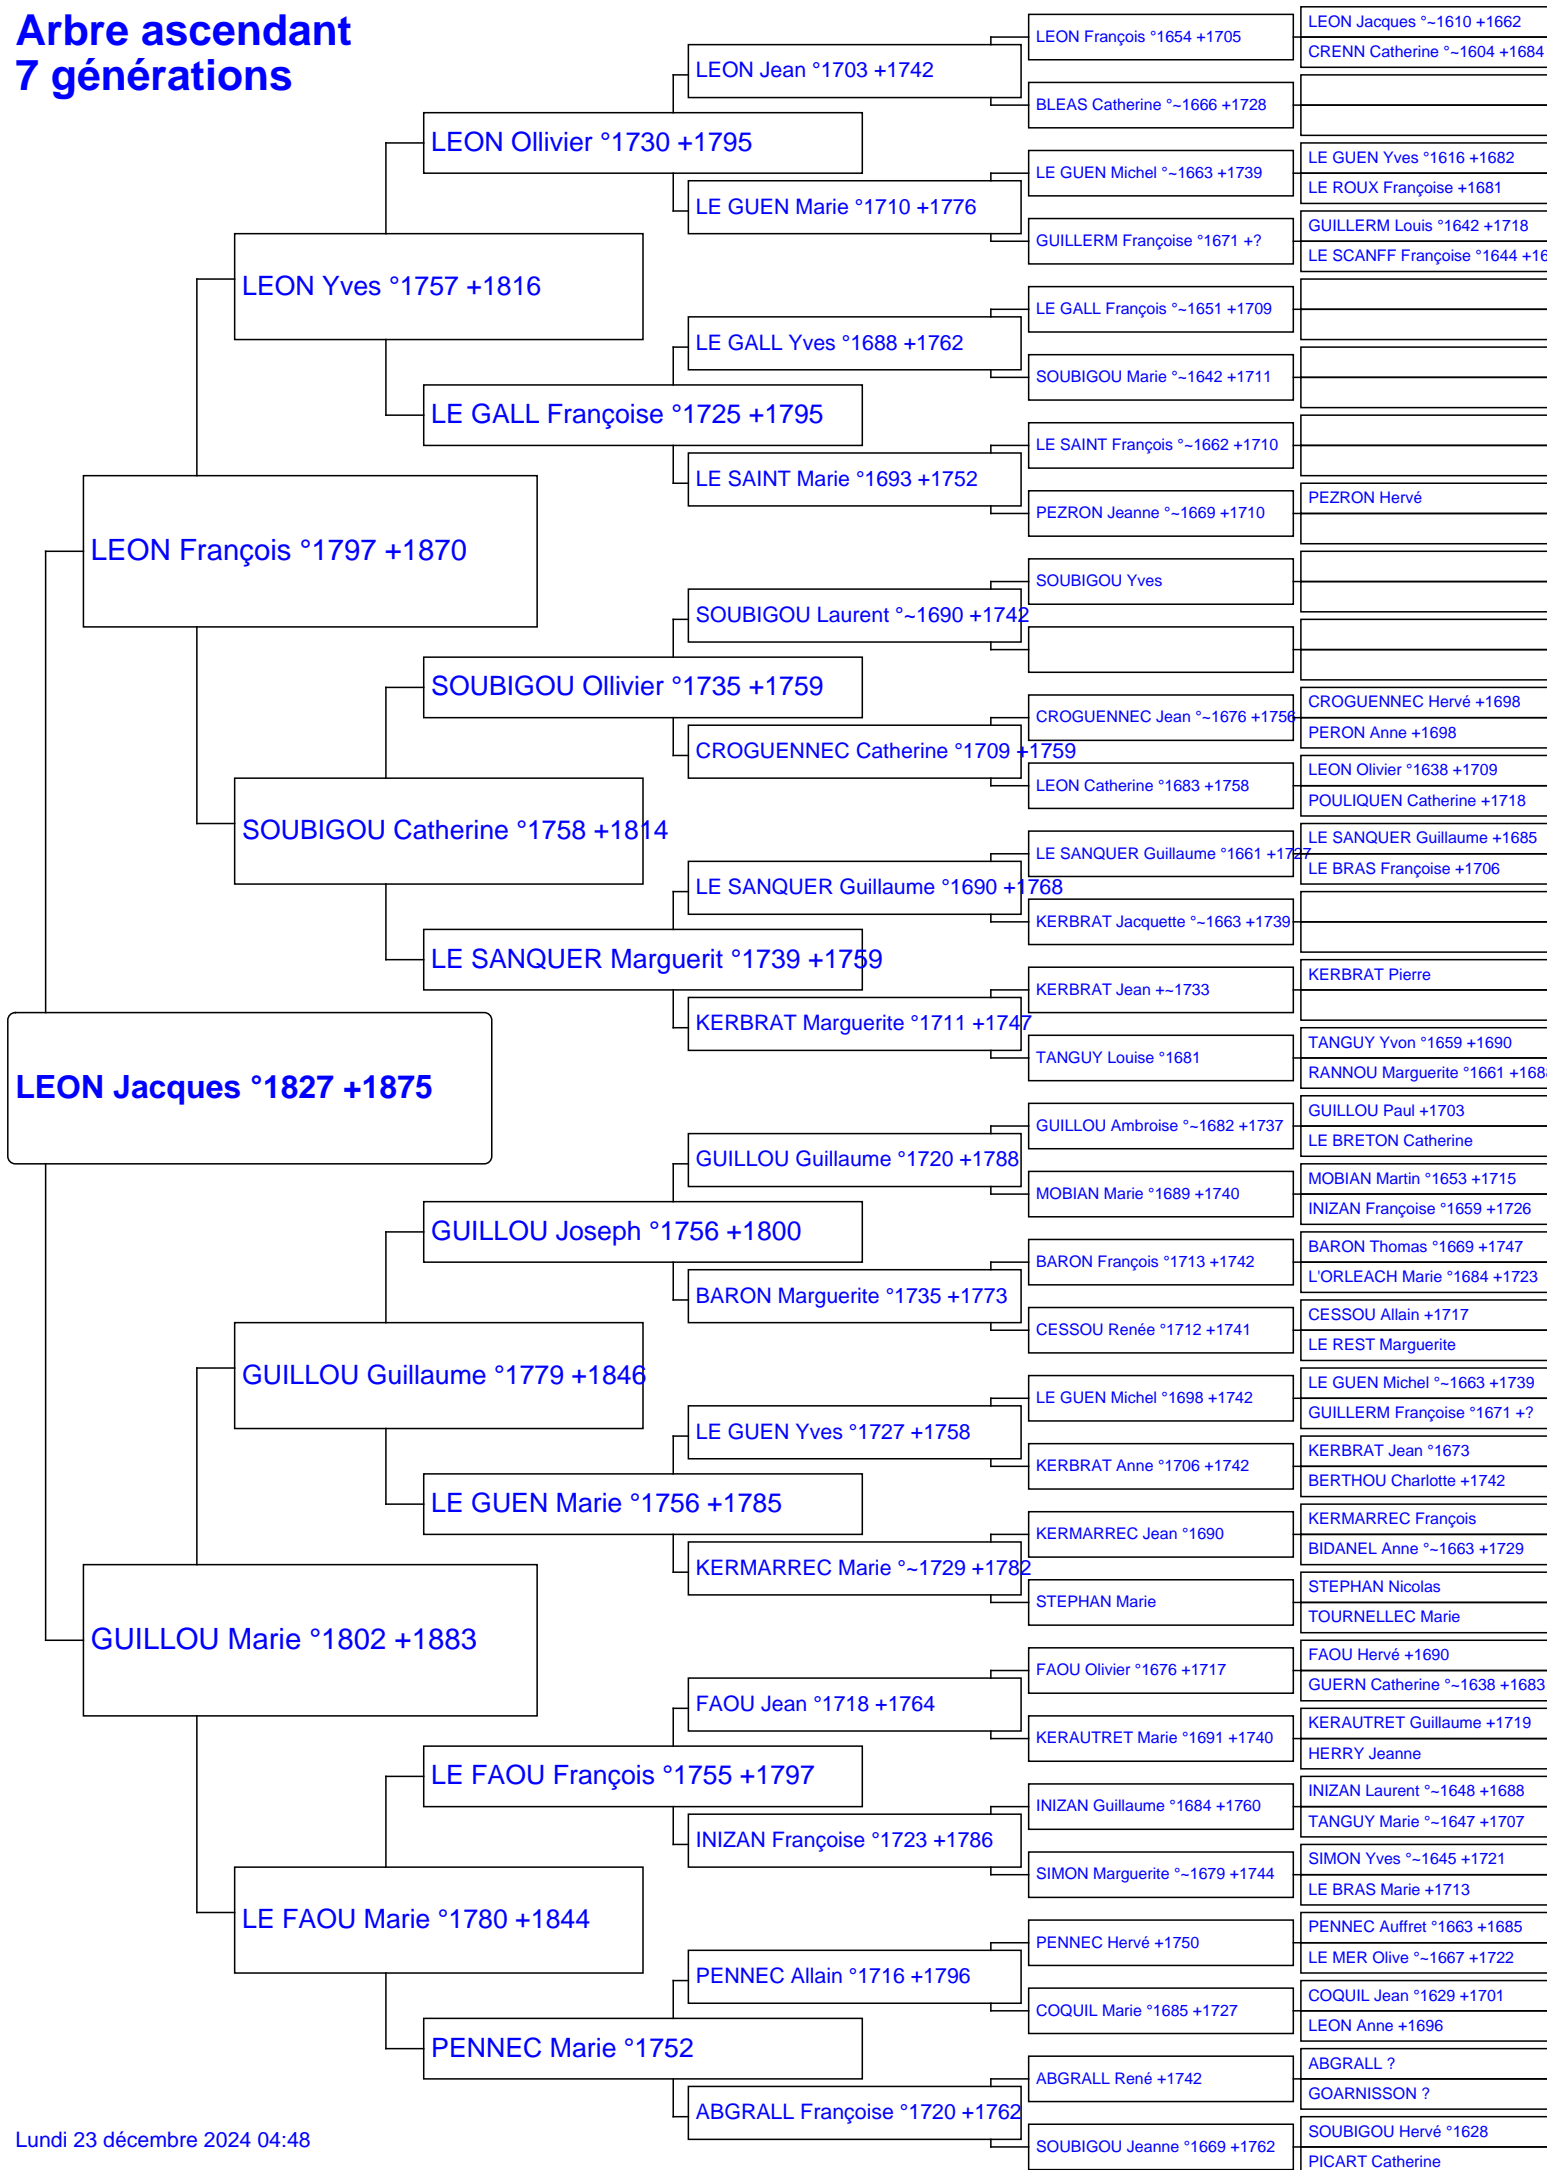 Arbre ascendant
7 générations
LEON Jacques °1827 +1875
LEON François °1797 +1870
GUILLOU Marie °1802 +1883
LEON Yves °1757 +1816
SOUBIGOU Catherine °1758 +1814
GUILLOU Guillaume °1779 +1846
LE FAOU Marie °1780 +1844
LEON Ollivier °1730 +1795
LE GALL Françoise °1725 +1795
SOUBIGOU Ollivier °1735 +1759
LE SANQUER Marguerit °1739 +1759
GUILLOU Joseph °1756 +1800
LE GUEN Marie °1756 +1785
LE FAOU François °1755 +1797
PENNEC Marie °1752
LEON Jean °1703 +1742
LE GUEN Marie °1710 +1776
LE GALL Yves °1688 +1762
LE SAINT Marie °1693 +1752
SOUBIGOU Laurent °~1690 +1742
CROGUENNEC Catherine °1709 +1759
LE SANQUER Guillaume °1690 +1768
KERBRAT Marguerite °1711 +1747
GUILLOU Guillaume °1720 +1788
BARON Marguerite °1735 +1773
LE GUEN Yves °1727 +1758
KERMARREC Marie °~1729 +1782
FAOU Jean °1718 +1764
INIZAN Françoise °1723 +1786
PENNEC Allain °1716 +1796
ABGRALL Françoise °1720 +1762
LEON François °1654 +1705
BLEAS Catherine °~1666 +1728
LE GUEN Michel °~1663 +1739
GUILLERM Françoise °1671 +?
LE GALL François °~1651 +1709
SOUBIGOU Marie °~1642 +1711
LE SAINT François °~1662 +1710
PEZRON Jeanne °~1669 +1710
SOUBIGOU Yves
CROGUENNEC Jean °~1676 +1756
LEON Catherine °1683 +1758
LE SANQUER Guillaume °1661 +1727
KERBRAT Jacquette °~1663 +1739
KERBRAT Jean +~1733
TANGUY Louise °1681
GUILLOU Ambroise °~1682 +1737
MOBIAN Marie °1689 +1740
BARON François °1713 +1742
CESSOU Renée °1712 +1741
LE GUEN Michel °1698 +1742
KERBRAT Anne °1706 +1742
KERMARREC Jean °1690
STEPHAN Marie
FAOU Olivier °1676 +1717
KERAUTRET Marie °1691 +1740
INIZAN Guillaume °1684 +1760
SIMON Marguerite °~1679 +1744
PENNEC Hervé +1750
COQUIL Marie °1685 +1727
ABGRALL René +1742
SOUBIGOU Jeanne °1669 +1762
LEON Jacques °~1610 +1662
CRENN Catherine °~1604 +1684
LE GUEN Yves °1616 +1682
LE ROUX Françoise +1681
GUILLERM Louis °1642 +1718
LE SCANFF Françoise °1644
PEZRON Hervé
CROGUENNEC Hervé +1698
PERON Anne +1698
LEON Olivier °1638 +1709
POULIQUEN Catherine +1718
LE SANQUER Guillaume +1685
LE BRAS Françoise +1706
KERBRAT Pierre
TANGUY Yvon °1659 +1690
RANNOU Marguerite °1661
GUILLOU Paul +1703
LE BRETON Catherine
MOBIAN Martin °1653 +1715
INIZAN Françoise °1659 +1726
BARON Thomas °1669 +1747
L'ORLEACH Marie °1684 +1723
CESSOU Allain +1717
LE REST Marguerite
LE GUEN Michel °~1663 +1739
GUILLERM Françoise °1671 +?
KERBRAT Jean °1673
BERTHOU Charlotte +1742
KERMARREC François
BIDANEL Anne °~1663 +1729
STEPHAN Nicolas
TOURNELLEC Marie
FAOU Hervé +1690
GUERN Catherine °~1638 +1683
KERAUTRET Guillaume +1719
HERRY Jeanne
INIZAN Laurent °~1648 +1688
TANGUY Marie °~1647 +1707
SIMON Yves °~1645 +1721
LE BRAS Marie +1713
PENNEC Auffret °1663 +1685
LE MER Olive °~1667 +1722
COQUIL Jean °1629 +1701
LEON Anne +1696
ABGRALL ?
GOARNISSON ?
SOUBIGOU Hervé °1628
PICART Catherine
Lundi 23 décembre 2024 04:48